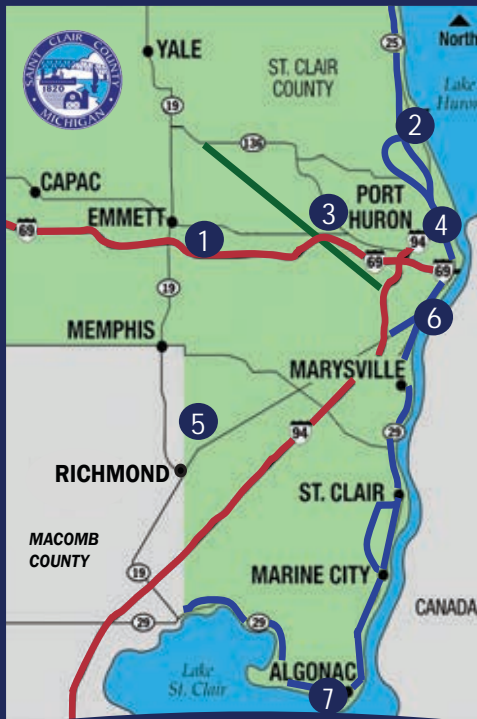 SAINT CLAIR COUNTY
1820
MICHIGAN
YALE
ST. CLAIR
COUNTY
25
North
Lake
Huron
19
2
136
CAPAC
PORT
HURON
EMMETT
3
4
94
69
1
69
69
19
6
MEMPHIS
MARYSVILLE
5
94
29
RICHMOND
ST. CLAIR
MACOMB
COUNTY
19
MARINE CITY
CANADA
29
29
Lake
St. Clair
ALGONAC
7